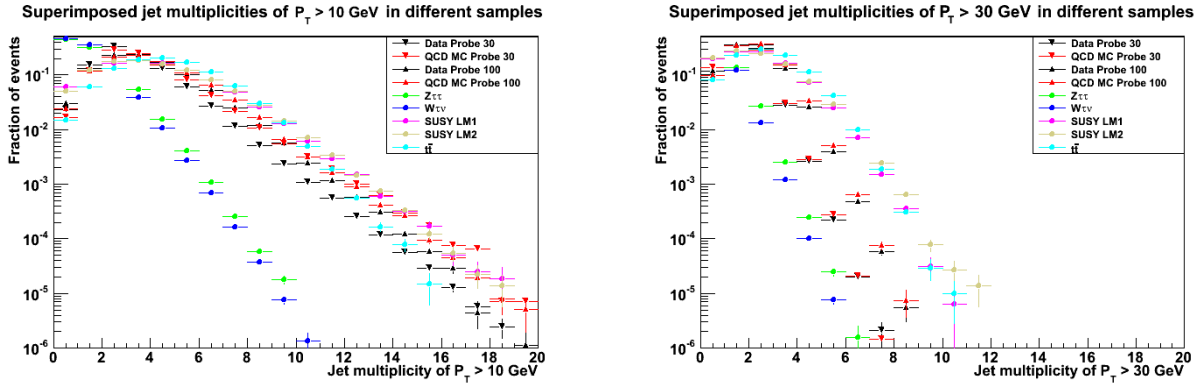 Superimposed jet multiplicities of P_T > 10 GeV in different samples
Fraction of events
10⁻¹
10⁻²
10⁻³
10⁻⁴
10⁻⁵
10⁻⁶
Data Probe 30
QCD MC Probe 30
Data Probe 100
QCD MC Probe 100
Zττ
Wτν
SUSY LM1
SUSY LM2
tt̄
0 2 4 6 8 10 12 14 16 18 20
Jet multiplicity of P_T > 10 GeV
Superimposed jet multiplicities of P_T > 30 GeV in different samples
Fraction of events
10⁻¹
10⁻²
10⁻³
10⁻⁴
10⁻⁵
10⁻⁶
Data Probe 30
QCD MC Probe 30
Data Probe 100
QCD MC Probe 100
Zττ
Wτν
SUSY LM1
SUSY LM2
tt̄
0 2 4 6 8 10 12 14 16 18 20
Jet multiplicity of P_T > 30 GeV